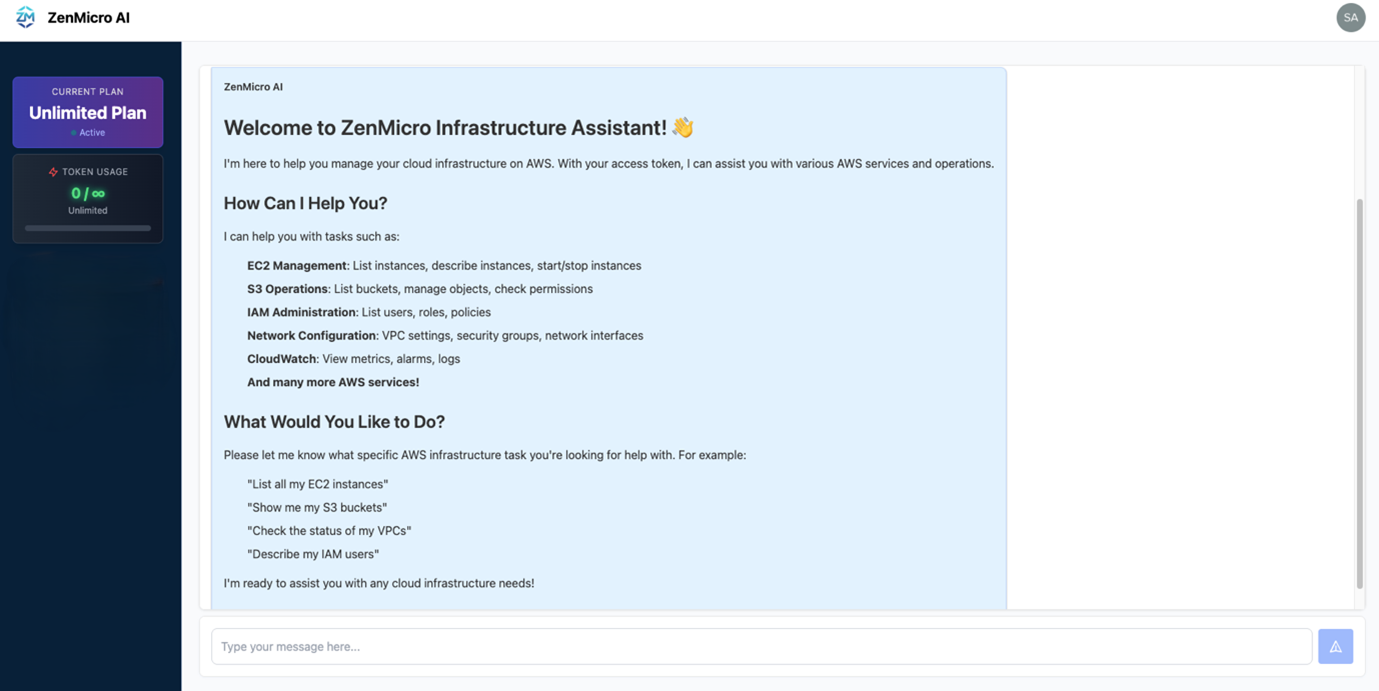 ZM ZenMicro AI
SA
CURRENT PLAN
Unlimited Plan
Active
TOKEN USAGE
0 / ∞
Unlimited
ZenMicro AI
Welcome to ZenMicro Infrastructure Assistant! 👋
I'm here to help you manage your cloud infrastructure on AWS. With your access token, I can assist you with various AWS services and operations.
How Can I Help You?
I can help you with tasks such as:
EC2 Management: List instances, describe instances, start/stop instances
S3 Operations: List buckets, manage objects, check permissions
IAM Administration: List users, roles, policies
Network Configuration: VPC settings, security groups, network interfaces
CloudWatch: View metrics, alarms, logs
And many more AWS services!
What Would You Like to Do?
Please let me know what specific AWS infrastructure task you're looking for help with. For example:
"List all my EC2 instances"
"Show me my S3 buckets"
"Check the status of my VPCs"
"Describe my IAM users"
I'm ready to assist you with any cloud infrastructure needs!
Type your message here...